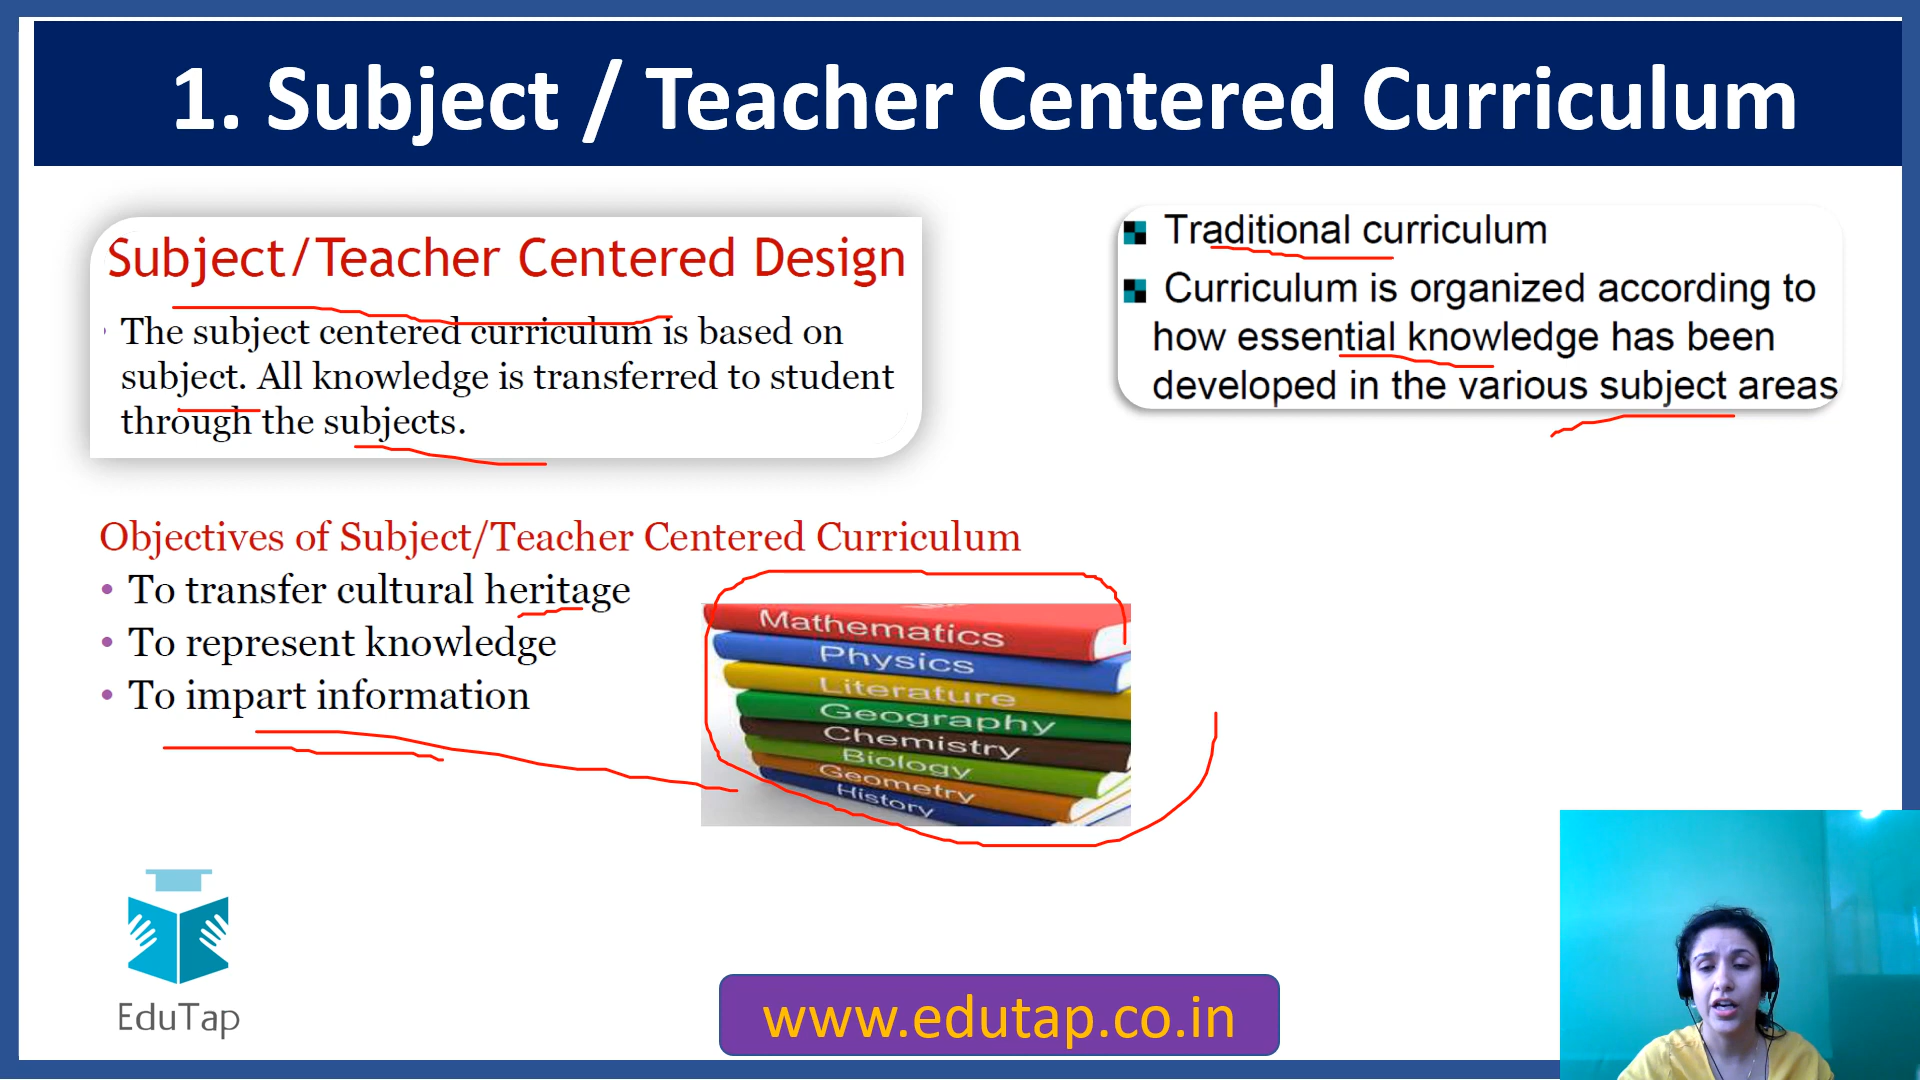 1. Subject / Teacher Centered Curriculum
Subject/Teacher Centered Design
The subject centered curriculum is based on
subject. All knowledge is transferred to student
through the subjects.
Traditional curriculum
Curriculum is organized according to
how essential knowledge has been
developed in the various subject areas
Objectives of Subject/Teacher Centered Curriculum
• To transfer cultural heritage
• To represent knowledge
• To impart information
Mathematics
Physics
Literature
Geography
Chemistry
Biology
Geometry
History
EduTap
www.edutap.co.in